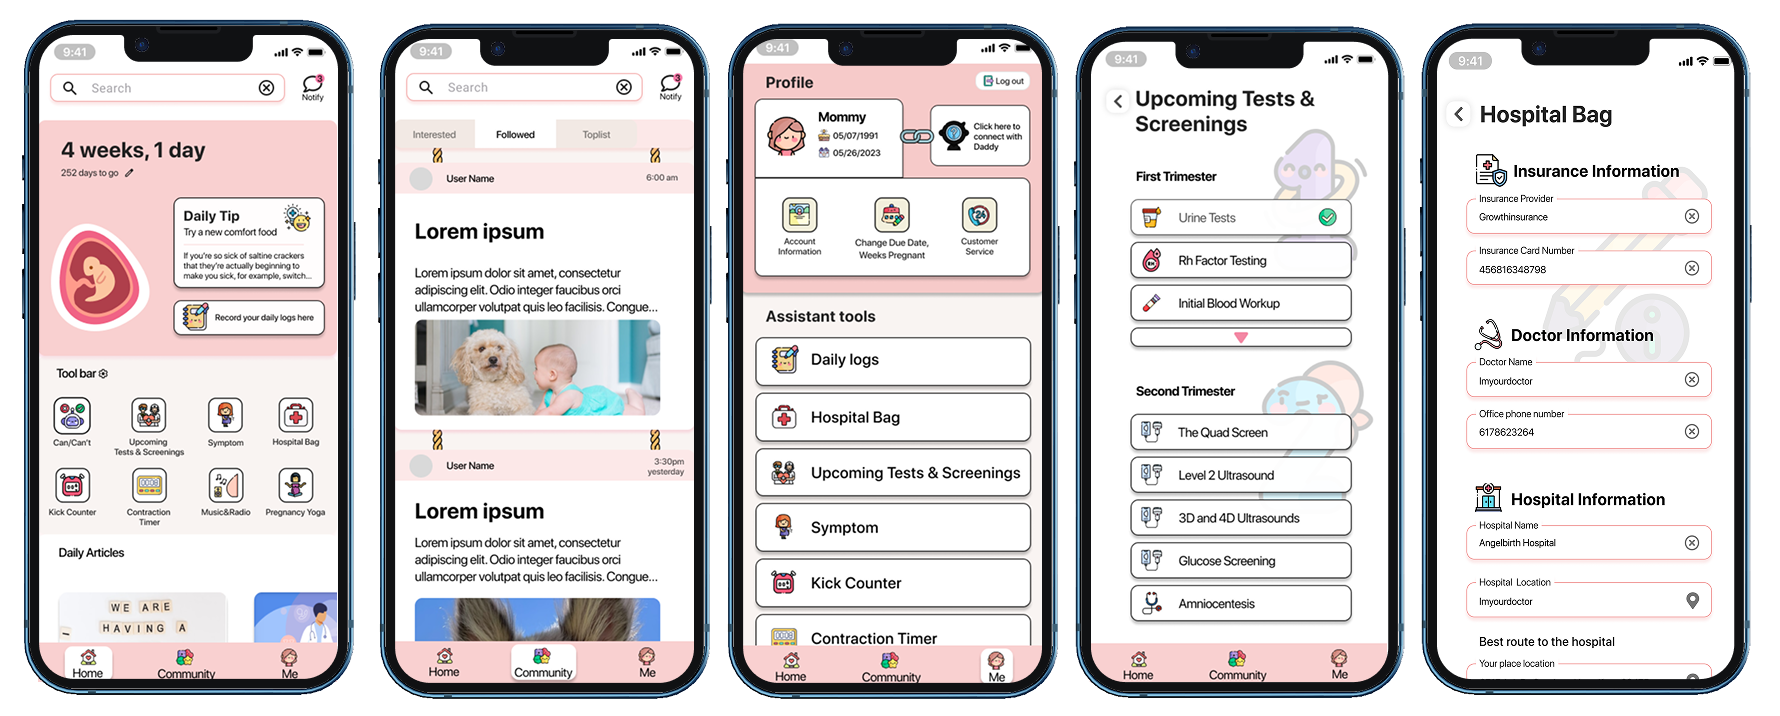 9:41
Search
3
Notify
4 weeks, 1 day
252 days to go
Daily Tip
Try a new comfort food
If you're so sick of saltine crackers
that they're actually beginning to
make you sick, for example, switch...
Record your daily logs here
Tool bar
Can/Can't
Upcoming
Tests & Screenings
Symptom
Hospital Bag
Kick Counter
Contraction
Timer
Music&Radio
Pregnancy Yoga
Daily Articles
WE ARE
HAVING A
Home
Community
Me
9:41
Search
3
Notify
Interested
Followed
Toplist
User Name
6:00 am
Lorem ipsum
Lorem ipsum dolor sit amet, consectetur
adipiscing elit. Odio integer faucibus orci
ullamcorper volutpat quis leo facilisis. Congue...
User Name
3:30pm
yesterday
Lorem ipsum
Lorem ipsum dolor sit amet, consectetur
adipiscing elit. Odio integer faucibus orci
ullamcorper volutpat quis leo facilisis. Congue...
Home
Community
Me
9:41
Profile
Log out
Mommy
05/07/1991
05/26/2023
Click here to
connect with
Daddy
Account
Information
Change Due Date,
Weeks Pregnant
24
Customer
Service
Assistant tools
Daily logs
Hospital Bag
Upcoming Tests & Screenings
Symptom
Kick Counter
Contraction Timer
Home
Community
Me
9:41
Upcoming Tests &
Screenings
First Trimester
Urine Tests
Rh Factor Testing
Initial Blood Workup
Second Trimester
The Quad Screen
Level 2 Ultrasound
3D and 4D Ultrasounds
Glucose Screening
Amniocentesis
Home
Community
Me
9:41
Hospital Bag
Insurance Information
Insurance Provider
Growthinsurance
Insurance Card Number
456816348798
Doctor Information
Doctor Name
Imyourdoctor
Office phone number
6178623264
Hospital Information
Hospital Name
Angelbirth Hospital
Hospital Location
Imyourdoctor
Best route to the hospital
Your place location